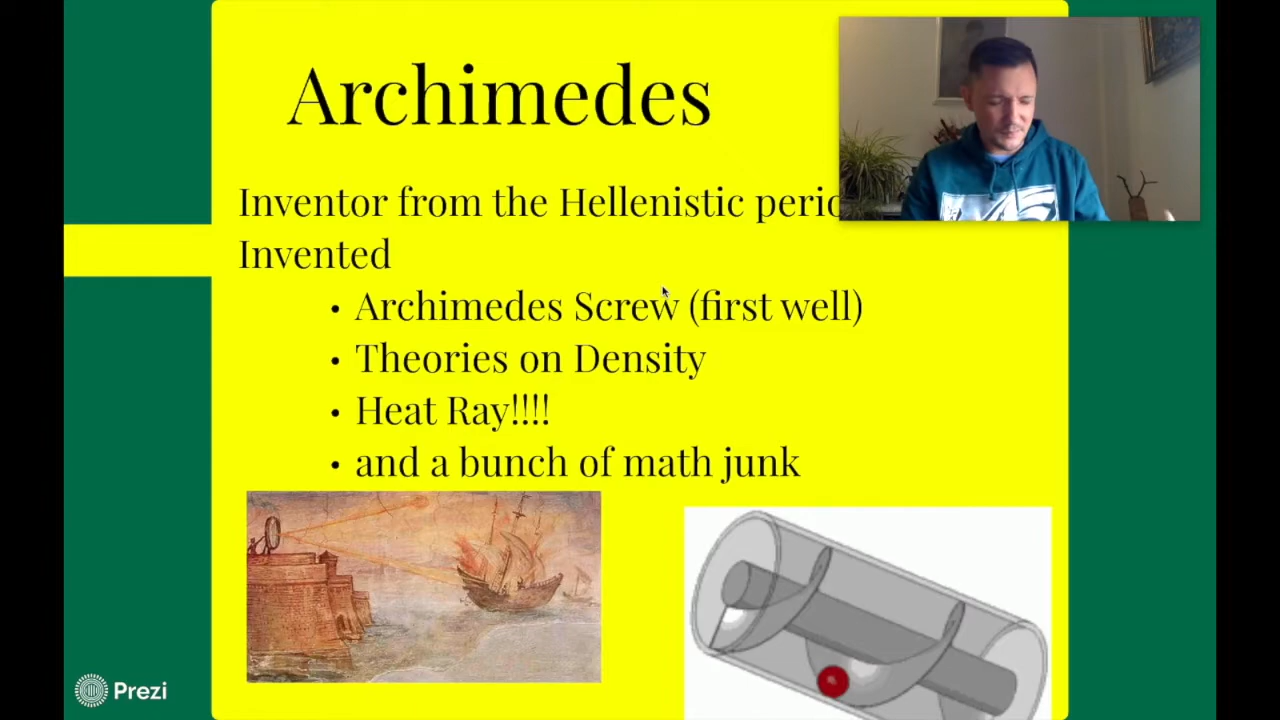 Archimedes
Inventor from the Hellenistic
Invented
• Archimedes Screw (first well)
• Theories on Density
• Heat Ray!!!!
• and a bunch of math junk
Prezi